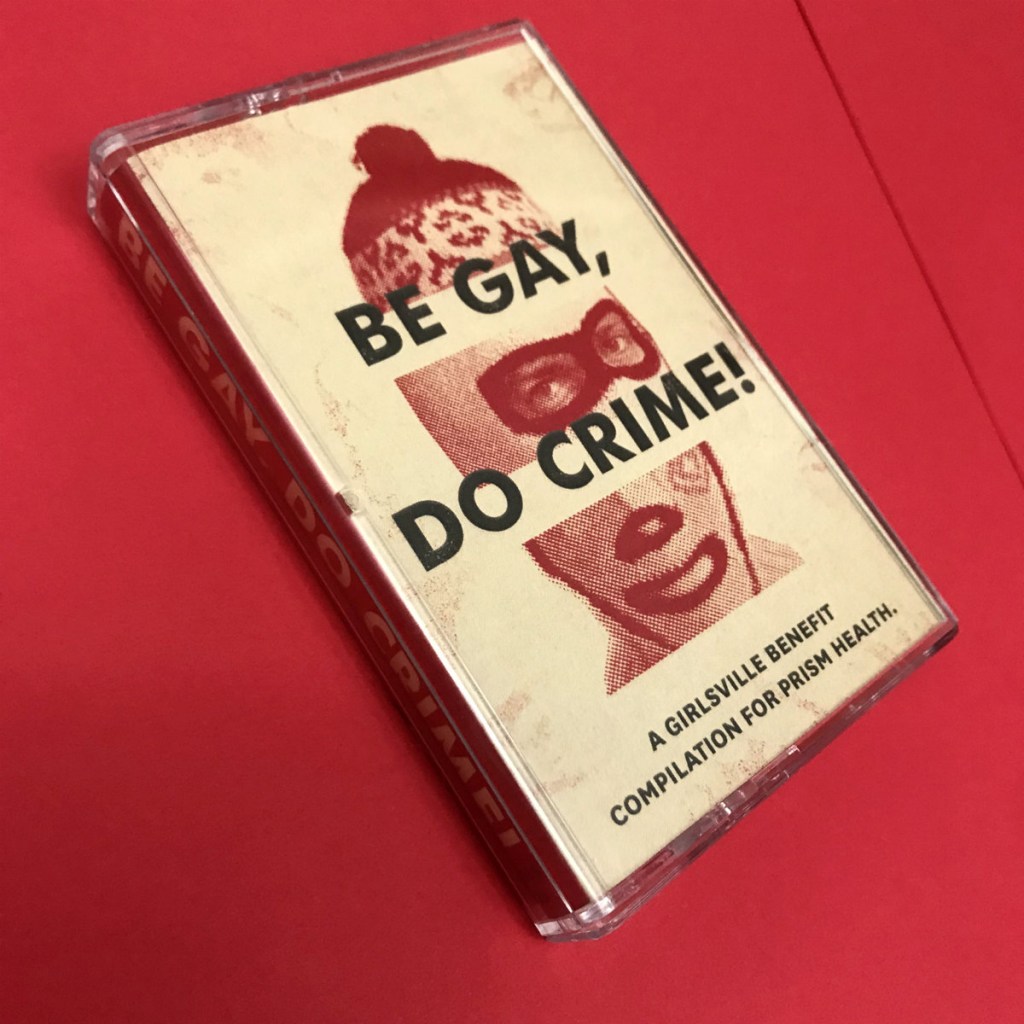 BE GAY,
DO CRIME!
A GIRLSVILLE BENEFIT
COMPILATION FOR PRISM HEALTH.
BE GAY, DO CRIME!